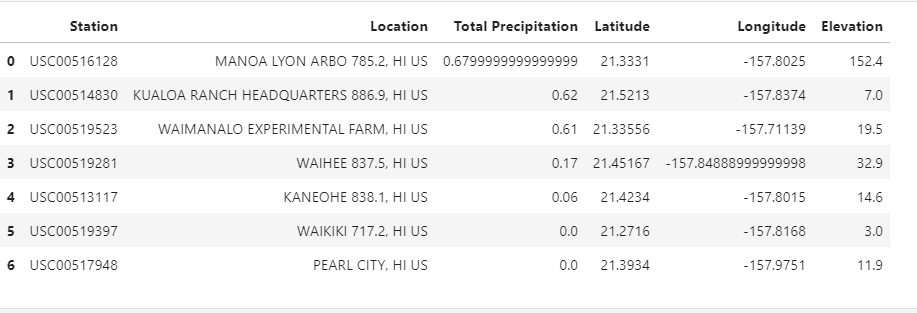 Station Location Total Precipitation Latitude Longitude Elevation
0 USC00516128 MANOA LYON ARBO 785.2, HI US 0.6799999999999999 21.3331 -157.8025 152.4
1 USC00514830 KUALOA RANCH HEADQUARTERS 886.9, HI US 0.62 21.5213 -157.8374 7.0
2 USC00519523 WAIMANALO EXPERIMENTAL FARM, HI US 0.61 21.33556 -157.71139 19.5
3 USC00519281 WAIHEE 837.5, HI US 0.17 21.45167 -157.84888999999998 32.9
4 USC00513117 KANEOHE 838.1, HI US 0.06 21.4234 -157.8015 14.6
5 USC00519397 WAIKIKI 717.2, HI US 0.0 21.2716 -157.8168 3.0
6 USC00517948 PEARL CITY, HI US 0.0 21.3934 -157.9751 11.9